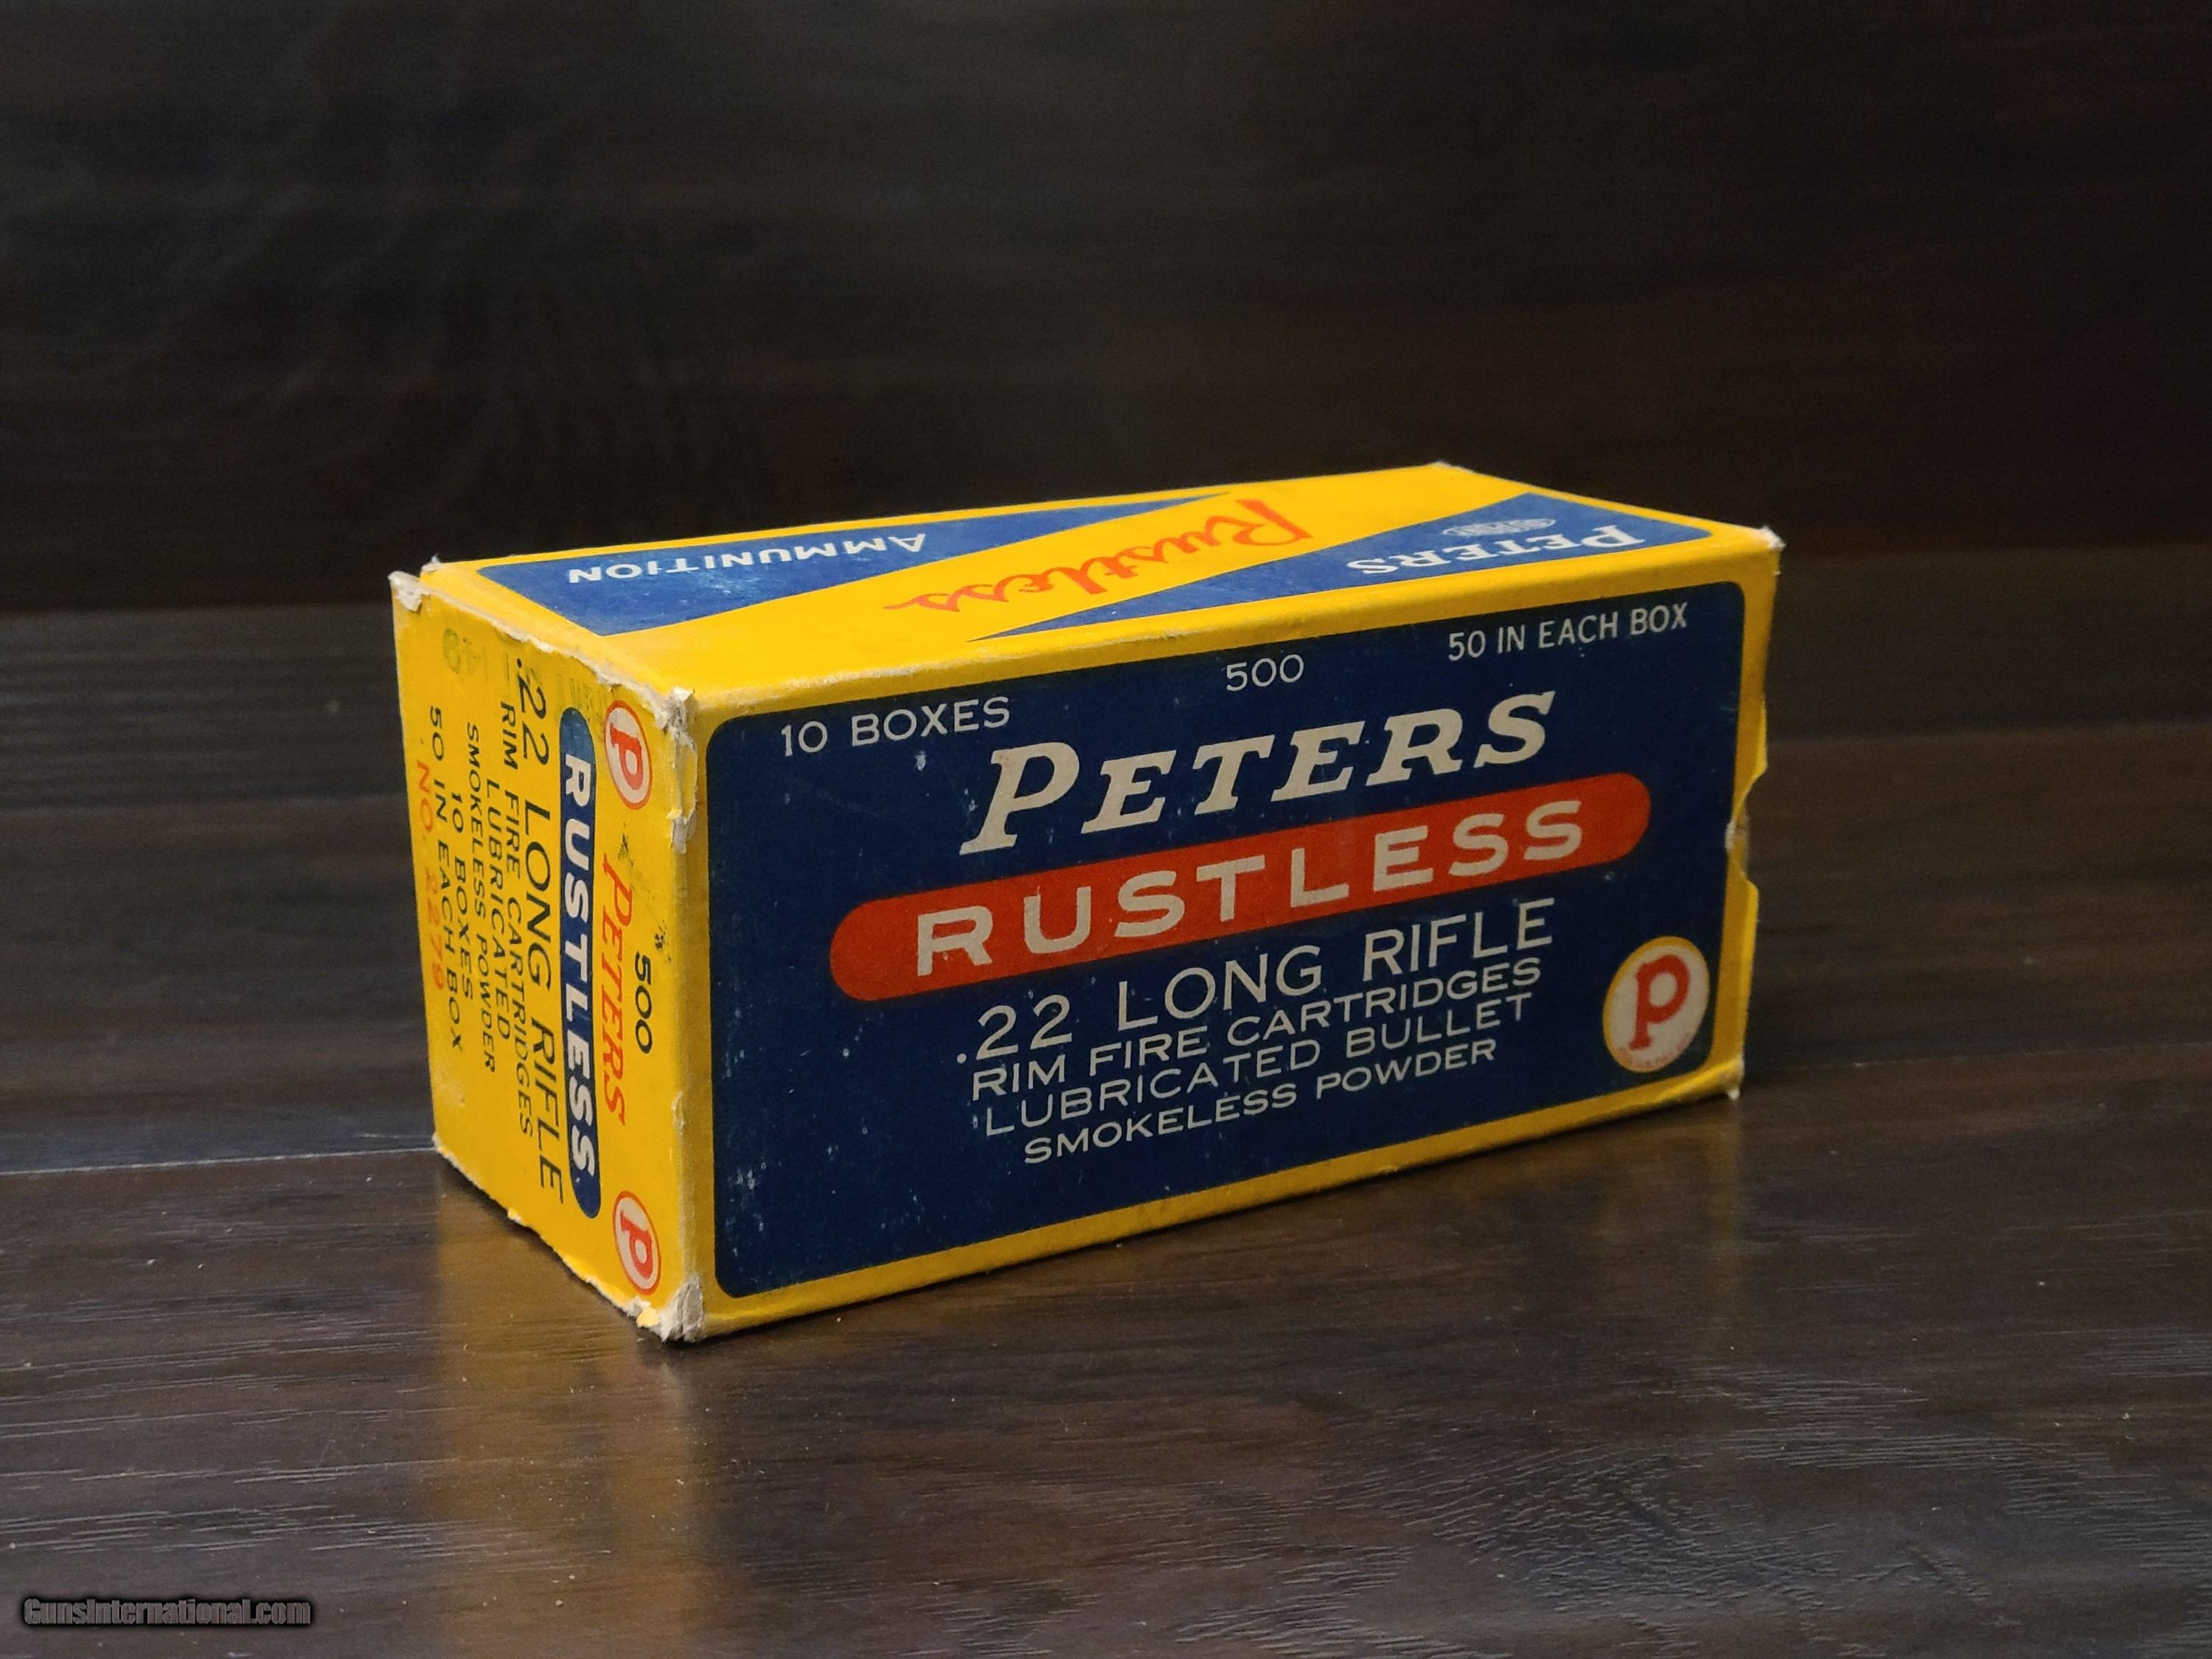 PETERS
Rustless
AMMUNITION
10 BOXES
500
50 IN EACH BOX
PETERS
RUSTLESS
.22 LONG RIFLE
RIM FIRE CARTRIDGES
LUBRICATED BULLET
SMOKELESS POWDER
P
500
P PETERS P
RUSTLESS
.22 LONG RIFLE
RIM FIRE CARTRIDGES
LUBRICATED
SMOKELESS POWDER
10 BOXES
50 IN EACH BOX
NO. 2279
GunsInternational.com